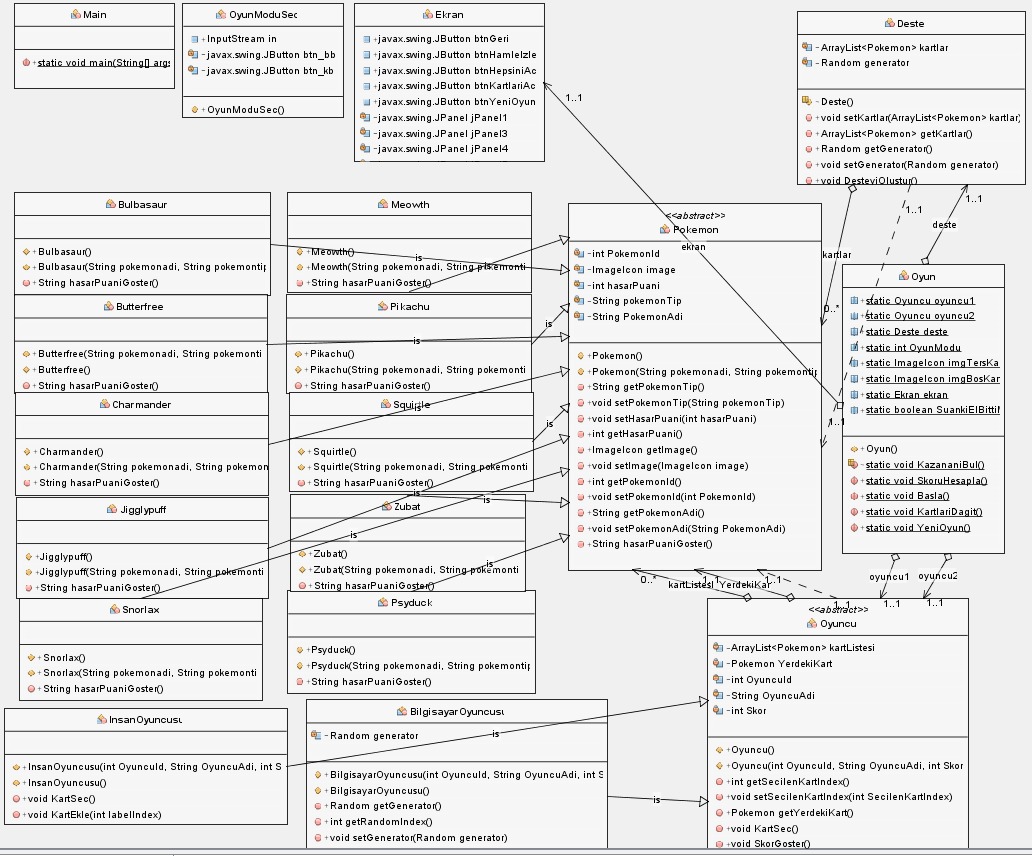 Main
+static void main(String[] args
OyunModuSec
+InputStream in
-javax.swing.JButton btn_bb
-javax.swing.JButton btn_kb
+OyunModuSec()
Ekran
+javax.swing.JButton btnGeri
+javax.swing.JButton btnHamleIzle
+javax.swing.JButton btnHepsiniAc
+javax.swing.JButton btnKartlariAc
+javax.swing.JButton btnYeniOyun
-javax.swing.JPanel jPanel1
-javax.swing.JPanel jPanel3
-javax.swing.JPanel jPanel4
1..1
Deste
-ArrayList<Pokemon> kartlar
-Random generator
-Deste()
+void setKartlar(ArrayList<Pokemon> kartlar)
+ArrayList<Pokemon> getKartlar()
+Random getGenerator()
+void setGenerator(Random generator)
+void DesteyiOlustur()
1..1
1..1
deste
kartlar
0..*
1..1
Bulbasaur
+Bulbasaur()
+Bulbasaur(String pokemonadi, String pokemontip
+String hasarPuaniGoster()
Meowth
+Meowth()
+Meowth(String pokemonadi, String pokemonti
+String hasarPuaniGoster()
is
is
Butterfree
+Butterfree(String pokemonadi, String pokemonti
+Butterfree()
+String hasarPuaniGoster()
Pikachu
+Pikachu()
+Pikachu(String pokemonadi, String pokemonti
+String hasarPuaniGoster()
is
is
Charmander
+Charmander()
+Charmander(String pokemonadi, String pokemon
+String hasarPuaniGoster()
Squirtle
+Squirtle()
+Squirtle(String pokemonadi, String pokemonti
+String hasarPuaniGoster()
is
is
Jigglypuff
+Jigglypuff()
+Jigglypuff(String pokemonadi, String pokemonti
+String hasarPuaniGoster()
Zubat
+Zubat()
+Zubat(String pokemonadi, String pokemonti
+String hasarPuaniGoster()
is
is
is
is
Snorlax
+Snorlax()
+Snorlax(String pokemonadi, String pokemonti
+String hasarPuaniGoster()
Psyduck
+Psyduck()
+Psyduck(String pokemonadi, String pokemontip
+String hasarPuaniGoster()
<<abstract>>
Pokemon
ekran
-int PokemonId
-ImageIcon image
-int hasarPuani
-String pokemonTip
-String PokemonAdi
+Pokemon()
+Pokemon(String pokemonadi, String pokemontip
+String getPokemonTip()
+void setPokemonTip(String pokemonTip)
+void setHasarPuani(int hasarPuani)
+int getHasarPuani()
+ImageIcon getImage()
+void setImage(ImageIcon image)
+int getPokemonId()
+void setPokemonId(int PokemonId)
+String getPokemonAdi()
+void setPokemonAdi(String PokemonAdi)
+String hasarPuaniGoster()
Oyun
+static Oyuncu oyuncu1
+static Oyuncu oyuncu2
+static Deste deste
+static int OyunModu
+static ImageIcon imgTersKa
+static ImageIcon imgBosKar
+static Ekran ekran
+static boolean SuankiElBittiM
+Oyun()
-static void KazananiBul()
+static void SkoruHesapla()
+static void Basla()
+static void KartlariDagit()
+static void YeniOyun()
oyuncu1
oyuncu2
1..1
1..1
0..*
1..1
1..1
kartListesi
YerdekiKar
1..1
<<abstract>>
Oyuncu
-ArrayList<Pokemon> kartListesi
-Pokemon YerdekiKart
-int OyuncuId
-String OyuncuAdi
-int Skor
+Oyuncu()
+Oyuncu(int OyuncuId, String OyuncuAdi, int Skor
+int getSecilenKartIndex()
+void setSecilenKartIndex(int SecilenKartIndex)
+Pokemon getYerdekiKart()
+void KartSec()
+void SkorGoster()
InsanOyuncusu
+InsanOyuncusu(int OyuncuId, String OyuncuAdi, int S
+InsanOyuncusu()
+void KartSec()
+void KartEkle(int labelIndex)
BilgisayarOyuncusu
-Random generator
+BilgisayarOyuncusu(int OyuncuId, String OyuncuAdi, int S
+BilgisayarOyuncusu()
+Random getGenerator()
+int getRandomIndex()
+void setGenerator(Random generator)
is
is